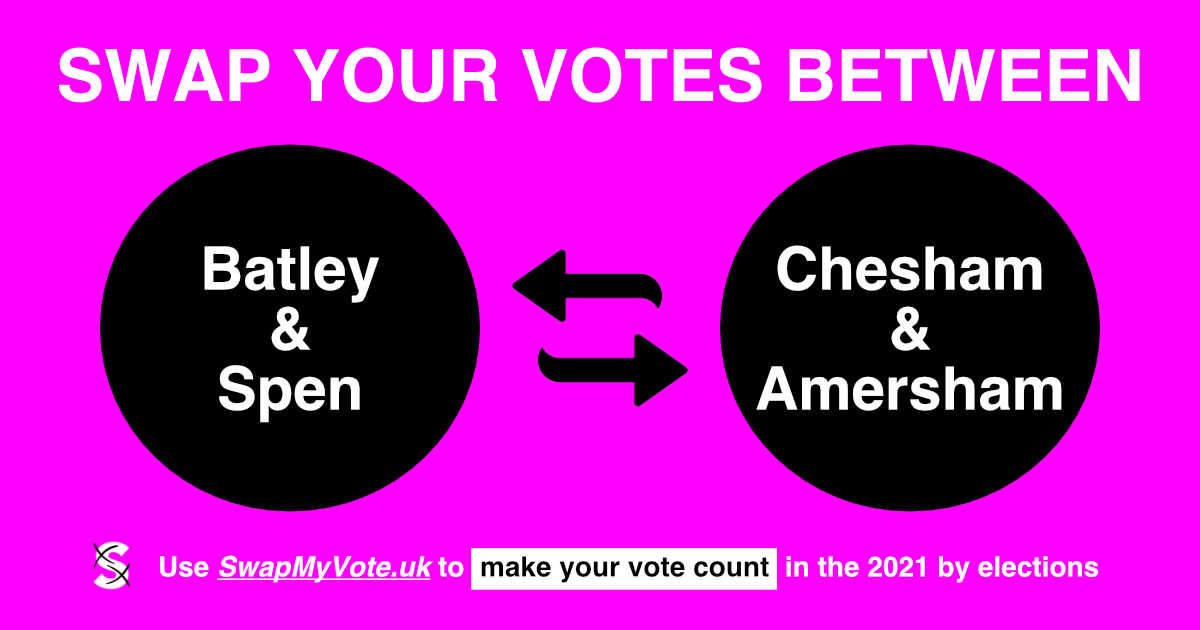 SWAP YOUR VOTES BETWEEN
Batley
&
Spen
Chesham
&
Amersham
S Use SwapMyVote.uk to make your vote count in the 2021 by elections